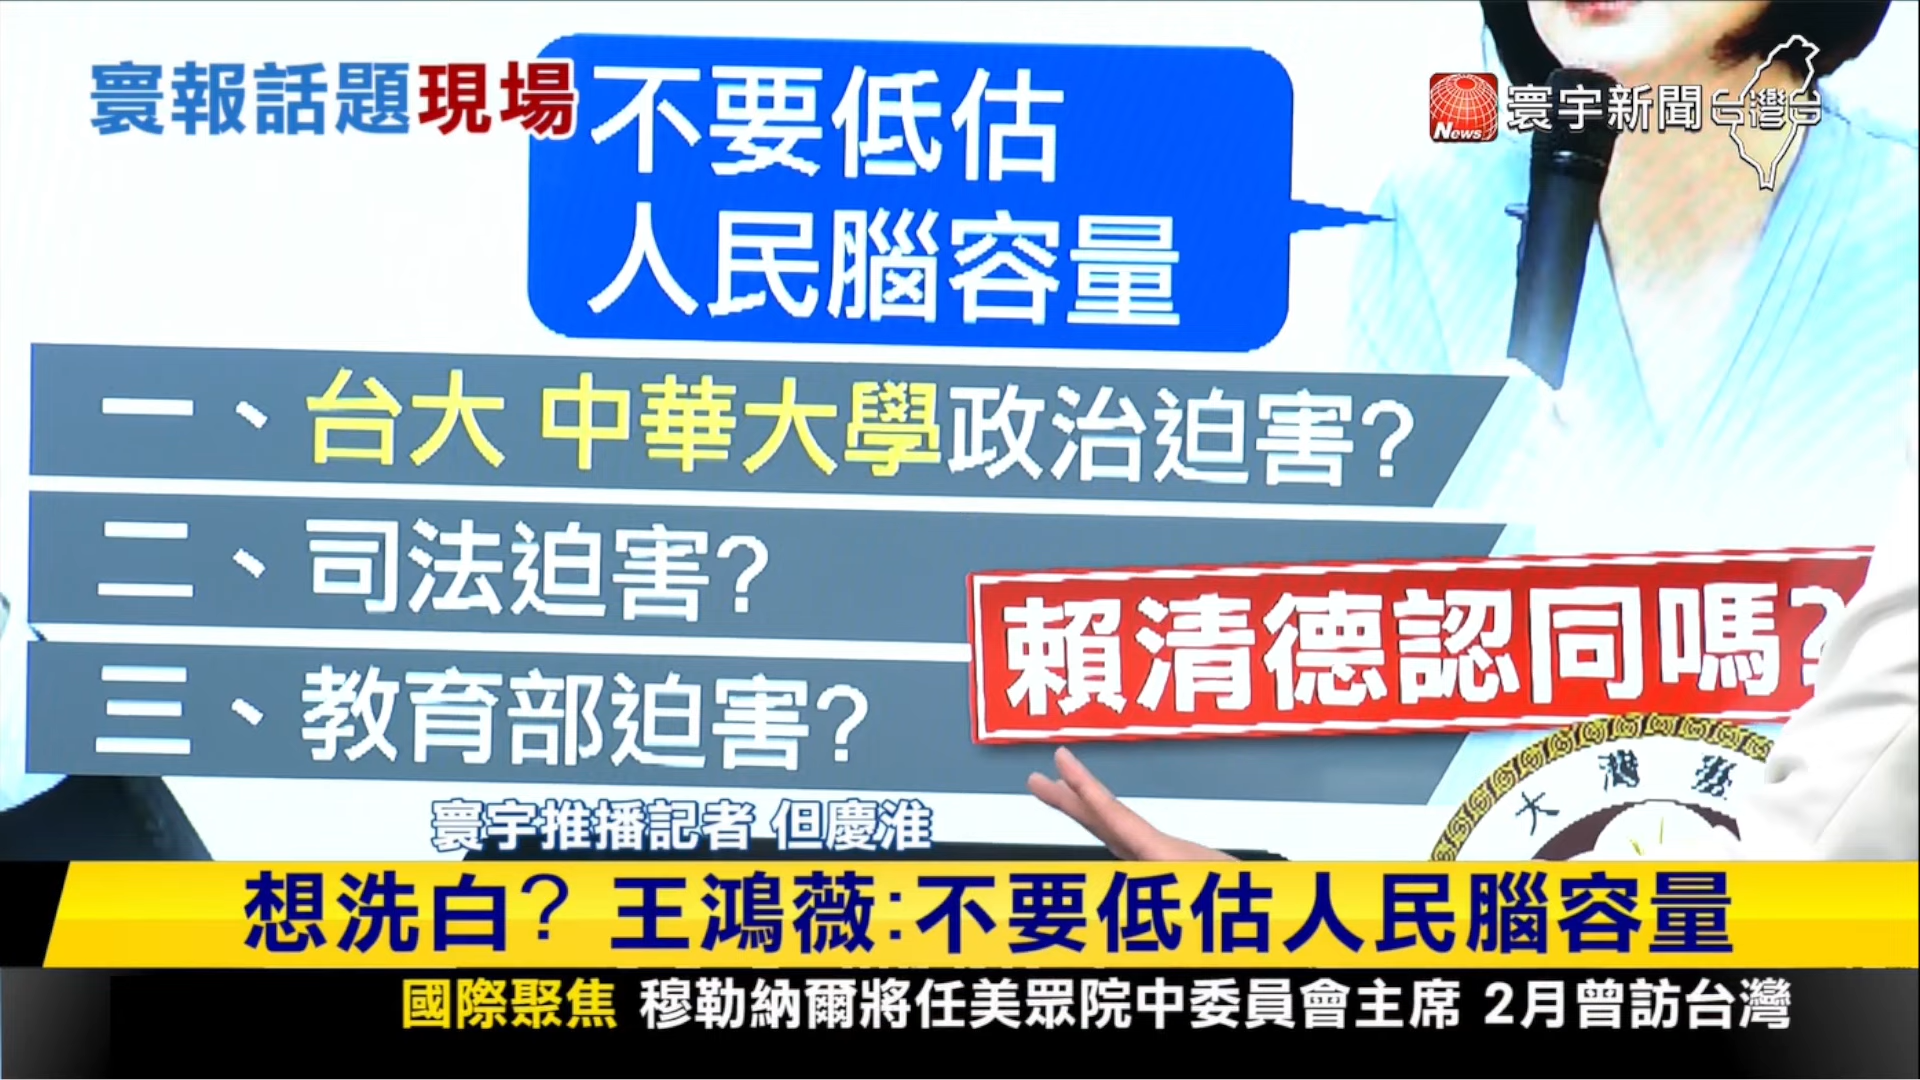 寰報話題現場
News
寰宇新聞 台灣台
不要低估
人民腦容量
一、台大 中華大學政治迫害?
二、司法迫害?
三、教育部迫害?
賴清德認同嗎?
大灣臺
寰宇推播記者 但慶淮
想洗白? 王鴻薇:不要低估人民腦容量
國際聚焦 穆勒納爾將任美眾院中委員會主席 2月曾訪台灣